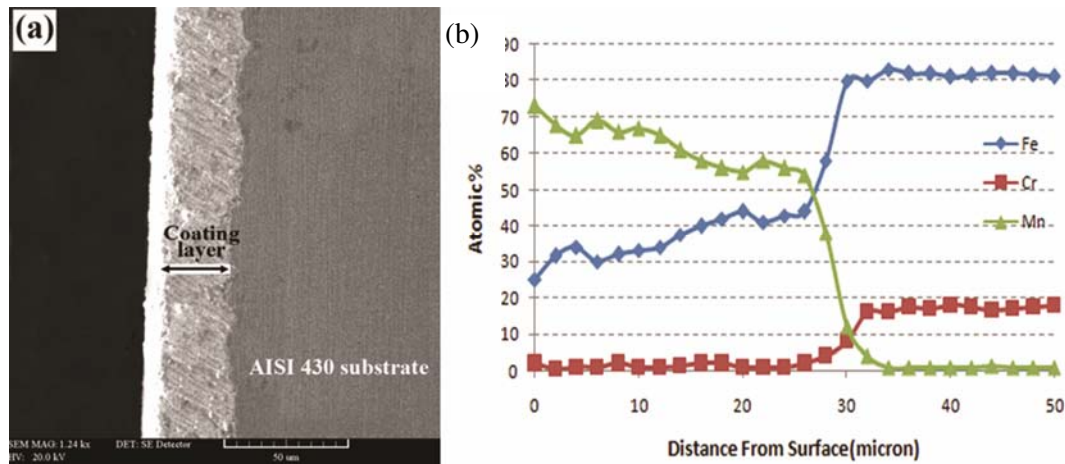 (a)
Coating
layer
AISI 430 substrate
SEM MAG: 1.24 kx DET: SE Detector
HV: 20.0 kV 50 um
(b)
90
80
70
60
50
40
30
20
10
0
Atomic%
Fe
Cr
Mn
0 10 20 30 40 50
Distance From Surface(micron)